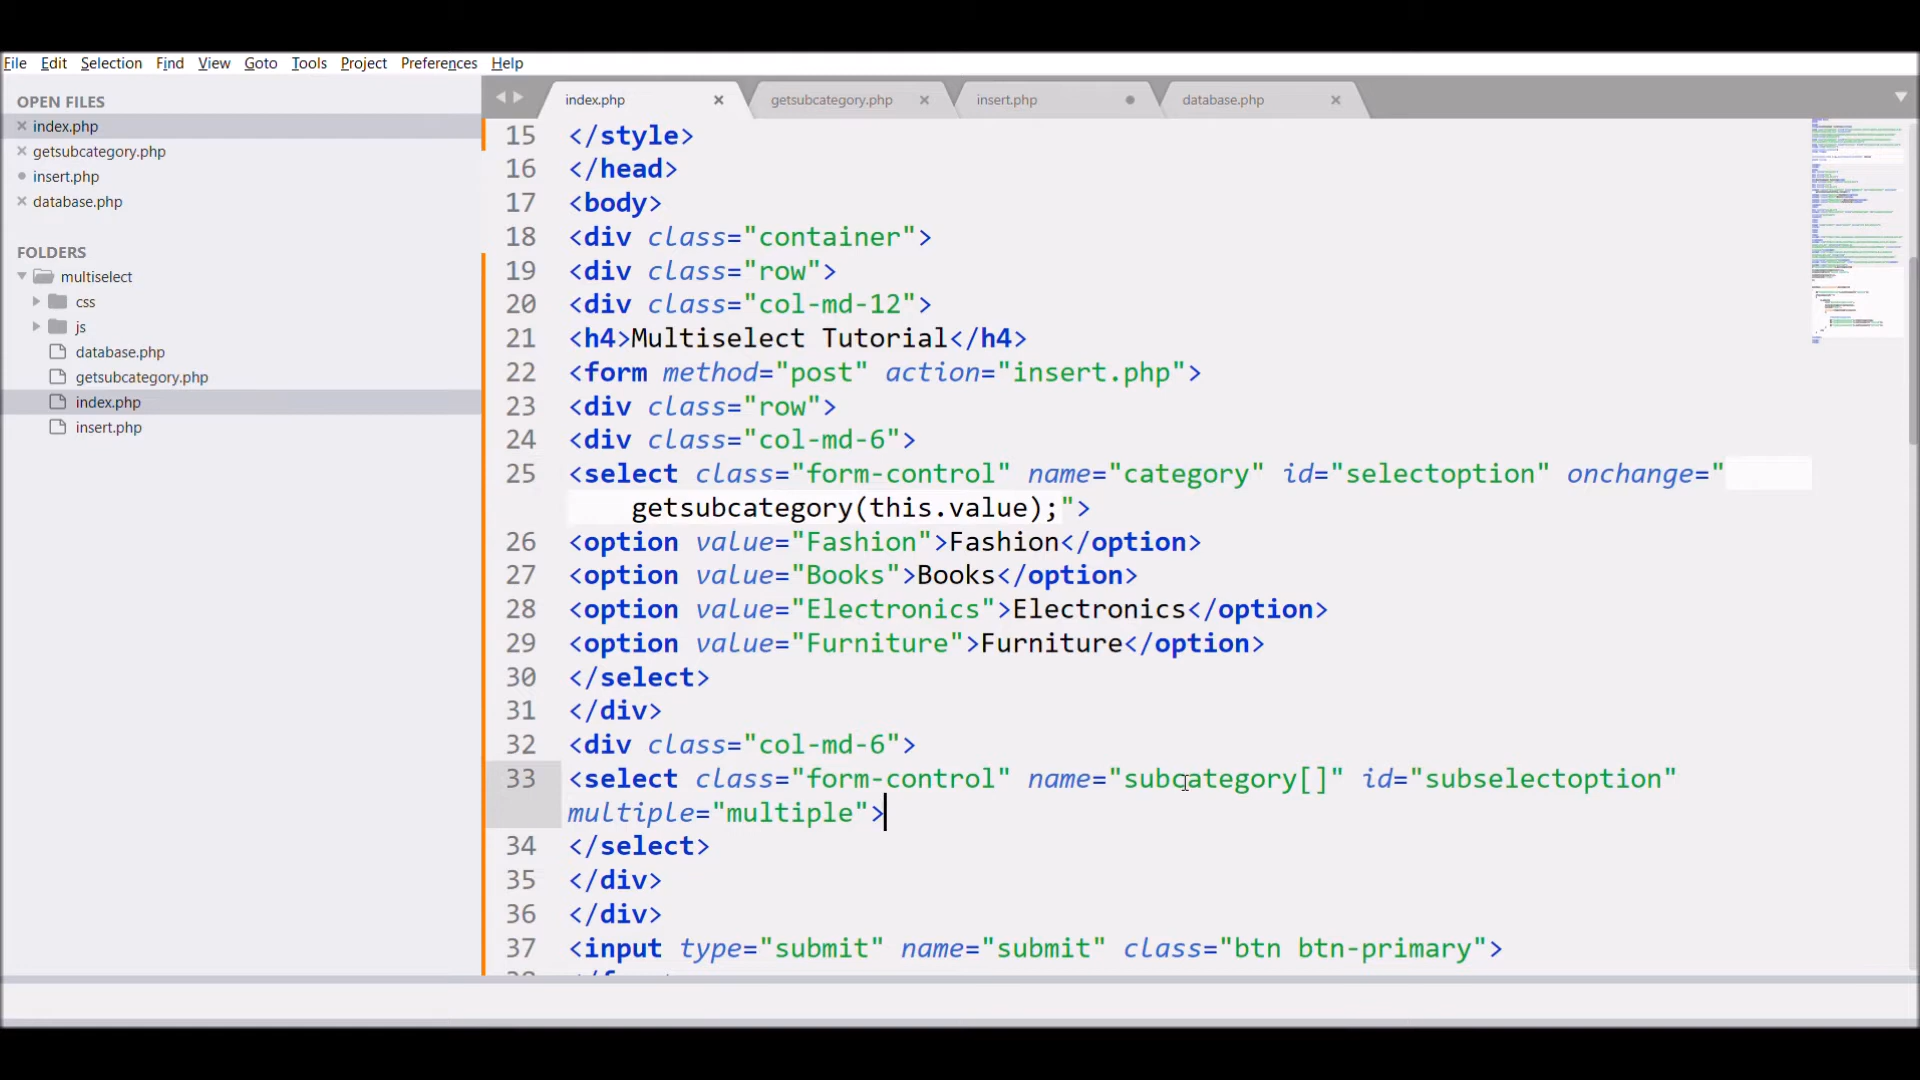 File Edit Selection Find View Goto Tools Project Preferences Help
OPEN FILES
index.php
getsubcategory.php
insert.php
database.php
FOLDERS
multiselect
css
js
database.php
getsubcategory.php
index.php
insert.php
index.php getsubcategory.php insert.php database.php
15 </style>
16 </head>
17 <body>
18 <div class="container">
19 <div class="row">
20 <div class="col-md-12">
21 <h4>Multiselect Tutorial</h4>
22 <form method="post" action="insert.php">
23 <div class="row">
24 <div class="col-md-6">
25 <select class="form-control" name="category" id="selectoption" onchange="
getsubcategory(this.value);">
26 <option value="Fashion">Fashion</option>
27 <option value="Books">Books</option>
28 <option value="Electronics">Electronics</option>
29 <option value="Furniture">Furniture</option>
30 </select>
31 </div>
32 <div class="col-md-6">
33 <select class="form-control" name="subcategory[]" id="subselectoption"
multiple="multiple">
34 </select>
35 </div>
36 </div>
37 <input type="submit" name="submit" class="btn btn-primary">